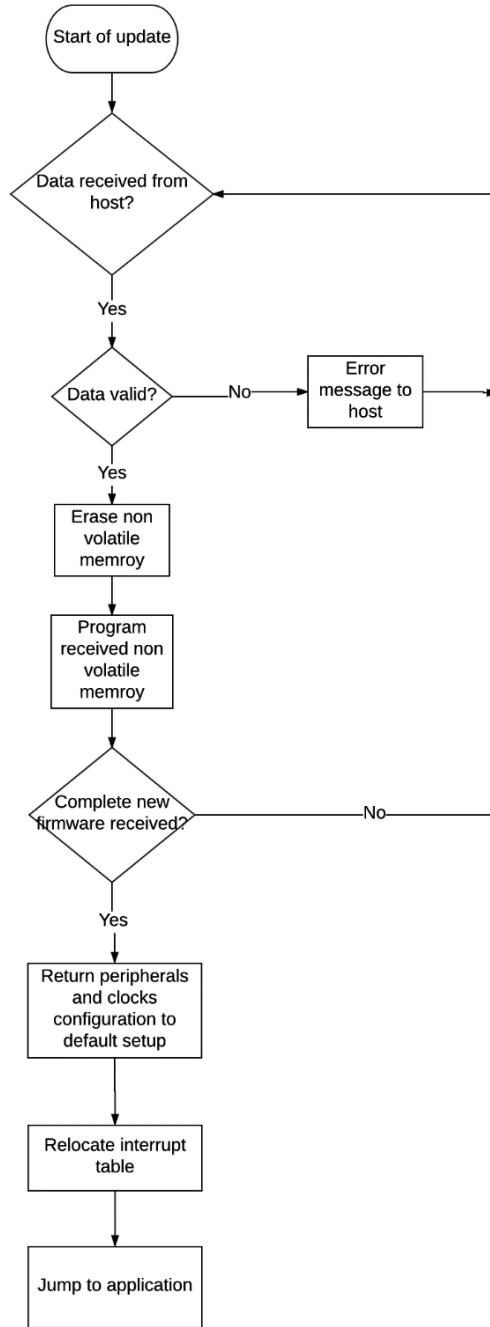 Start of update
Data received from
host?
Yes
Data valid?
No
Error
message to
host
Yes
Erase non
volatile
memroy
Program
received non
volatile
memroy
Complete new
firmware received?
No
Yes
Return peripherals
and clocks
configuration to
default setup
Relocate interrupt
table
Jump to application